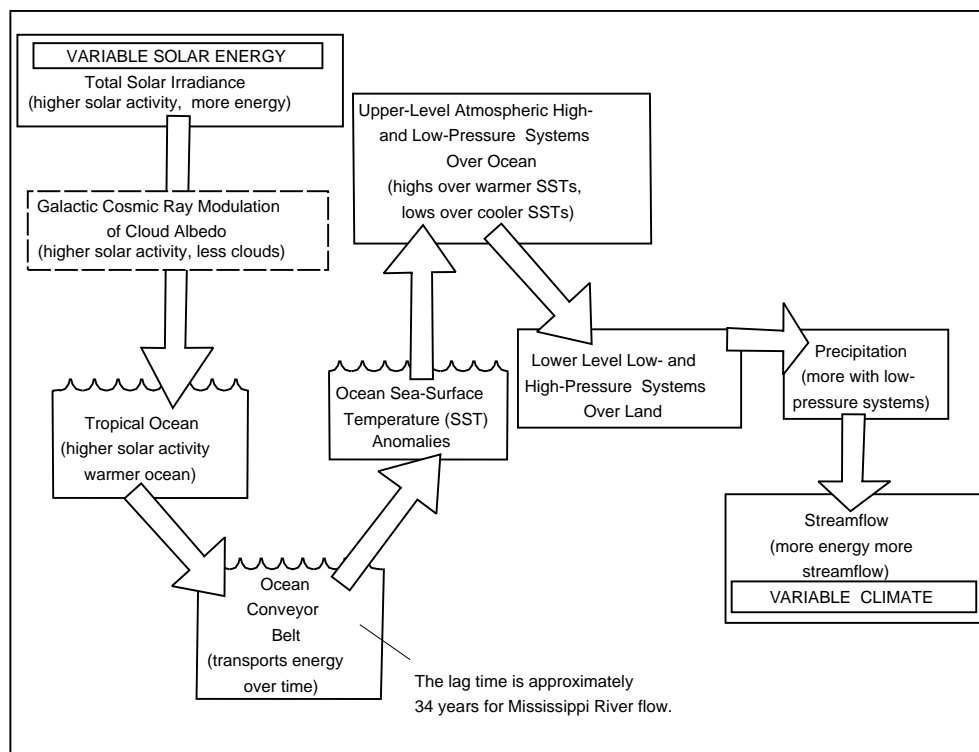 VARIABLE SOLAR ENERGY
Total Solar Irradiance
(higher solar activity, more energy)
Galactic Cosmic Ray Modulation
of Cloud Albedo
(higher solar activity, less clouds)
Tropical Ocean
(higher solar activity
warmer ocean)
Ocean
Conveyor
Belt
(transports energy
over time)
The lag time is approximately
34 years for Mississippi River flow.
Ocean Sea-Surface
Temperature (SST)
Anomalies
Upper-Level Atmospheric High-
and Low-Pressure Systems
Over Ocean
(highs over warmer SSTs,
lows over cooler SSTs)
Lower Level Low- and
High-Pressure Systems
Over Land
Precipitation
(more with low-
pressure systems)
Streamflow
(more energy more
streamflow)
VARIABLE CLIMATE